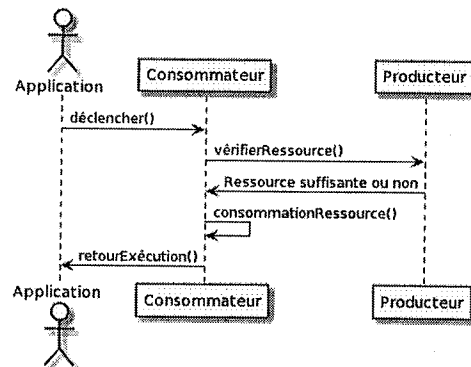 Application
Consommateur
Producteur
déclencher()
vérifierRessource()
Ressource suffisante ou non
consommationRessource()
retourExécution()
Application
Consommateur
Producteur